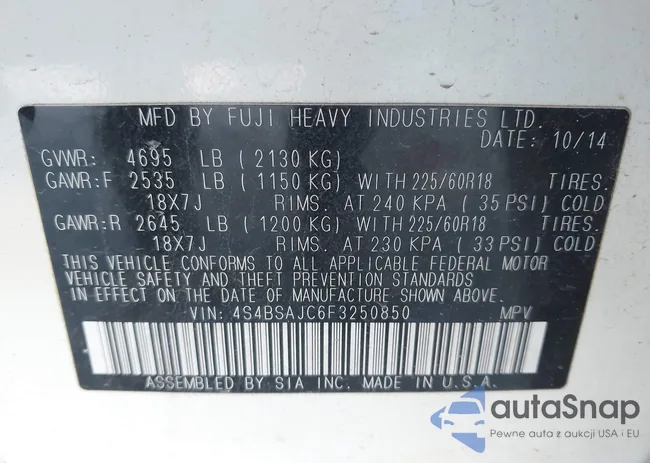 MFD BY FUJI HEAVY INDUSTRIES LTD.
DATE: 10/14
GVWR: 4695 LB ( 2130 KG)
GAWR:F 2535 LB ( 1150 KG) WITH 225/60R18 TIRES.
18X7J RIMS. AT 240 KPA ( 35 PSI) COLD
GAWR:R 2645 LB ( 1200 KG) WITH 225/60R18 TIRES.
18X7J RIMS. AT 230 KPA ( 33 PSI) COLD
THIS VEHICLE CONFORMS TO ALL APPLICABLE FEDERAL MOTOR
VEHICLE SAFETY AND THEFT PREVENTION STANDARDS
IN EFFECT ON THE DATE OF MANUFACTURE SHOWN ABOVE.
VIN: 4S4BSAJC6F3250850 MPV
ASSEMBLED BY SIA INC. MADE IN U.S.A.
autoSnap
Pewne auta z aukcji USA i EU